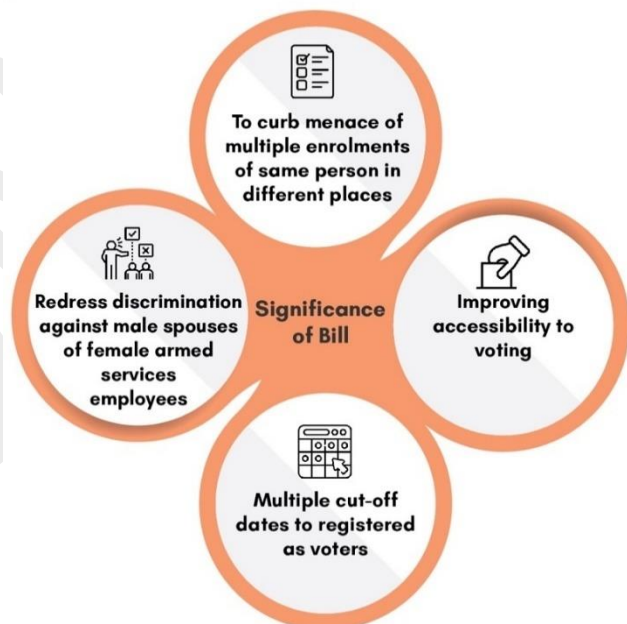 To curb menace of
multiple enrolments
of same person in
different places
Redress discrimination
against male spouses
of female armed
services
employees
Significance
of Bill
Improving
accessibility to
voting
Multiple cut-off
dates to registered
as voters